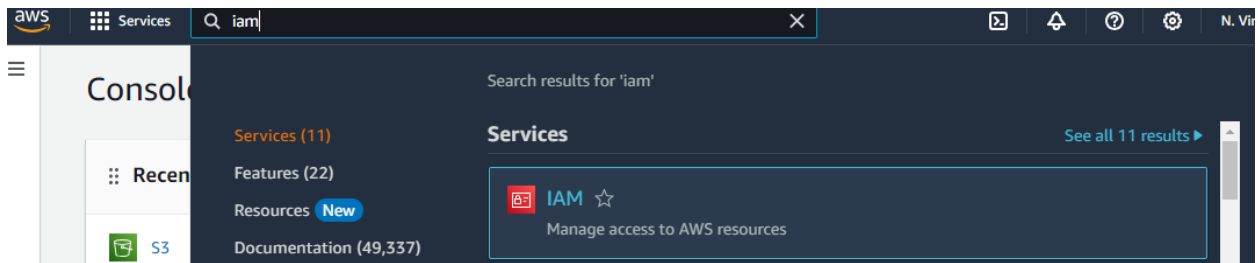 aws
Services
iam
N. Vir
Consol
Search results for 'iam'
Services (11)
Services
See all 11 results
Recen
Features (22)
IAM
Resources New
Manage access to AWS resources
S3
Documentation (49,337)